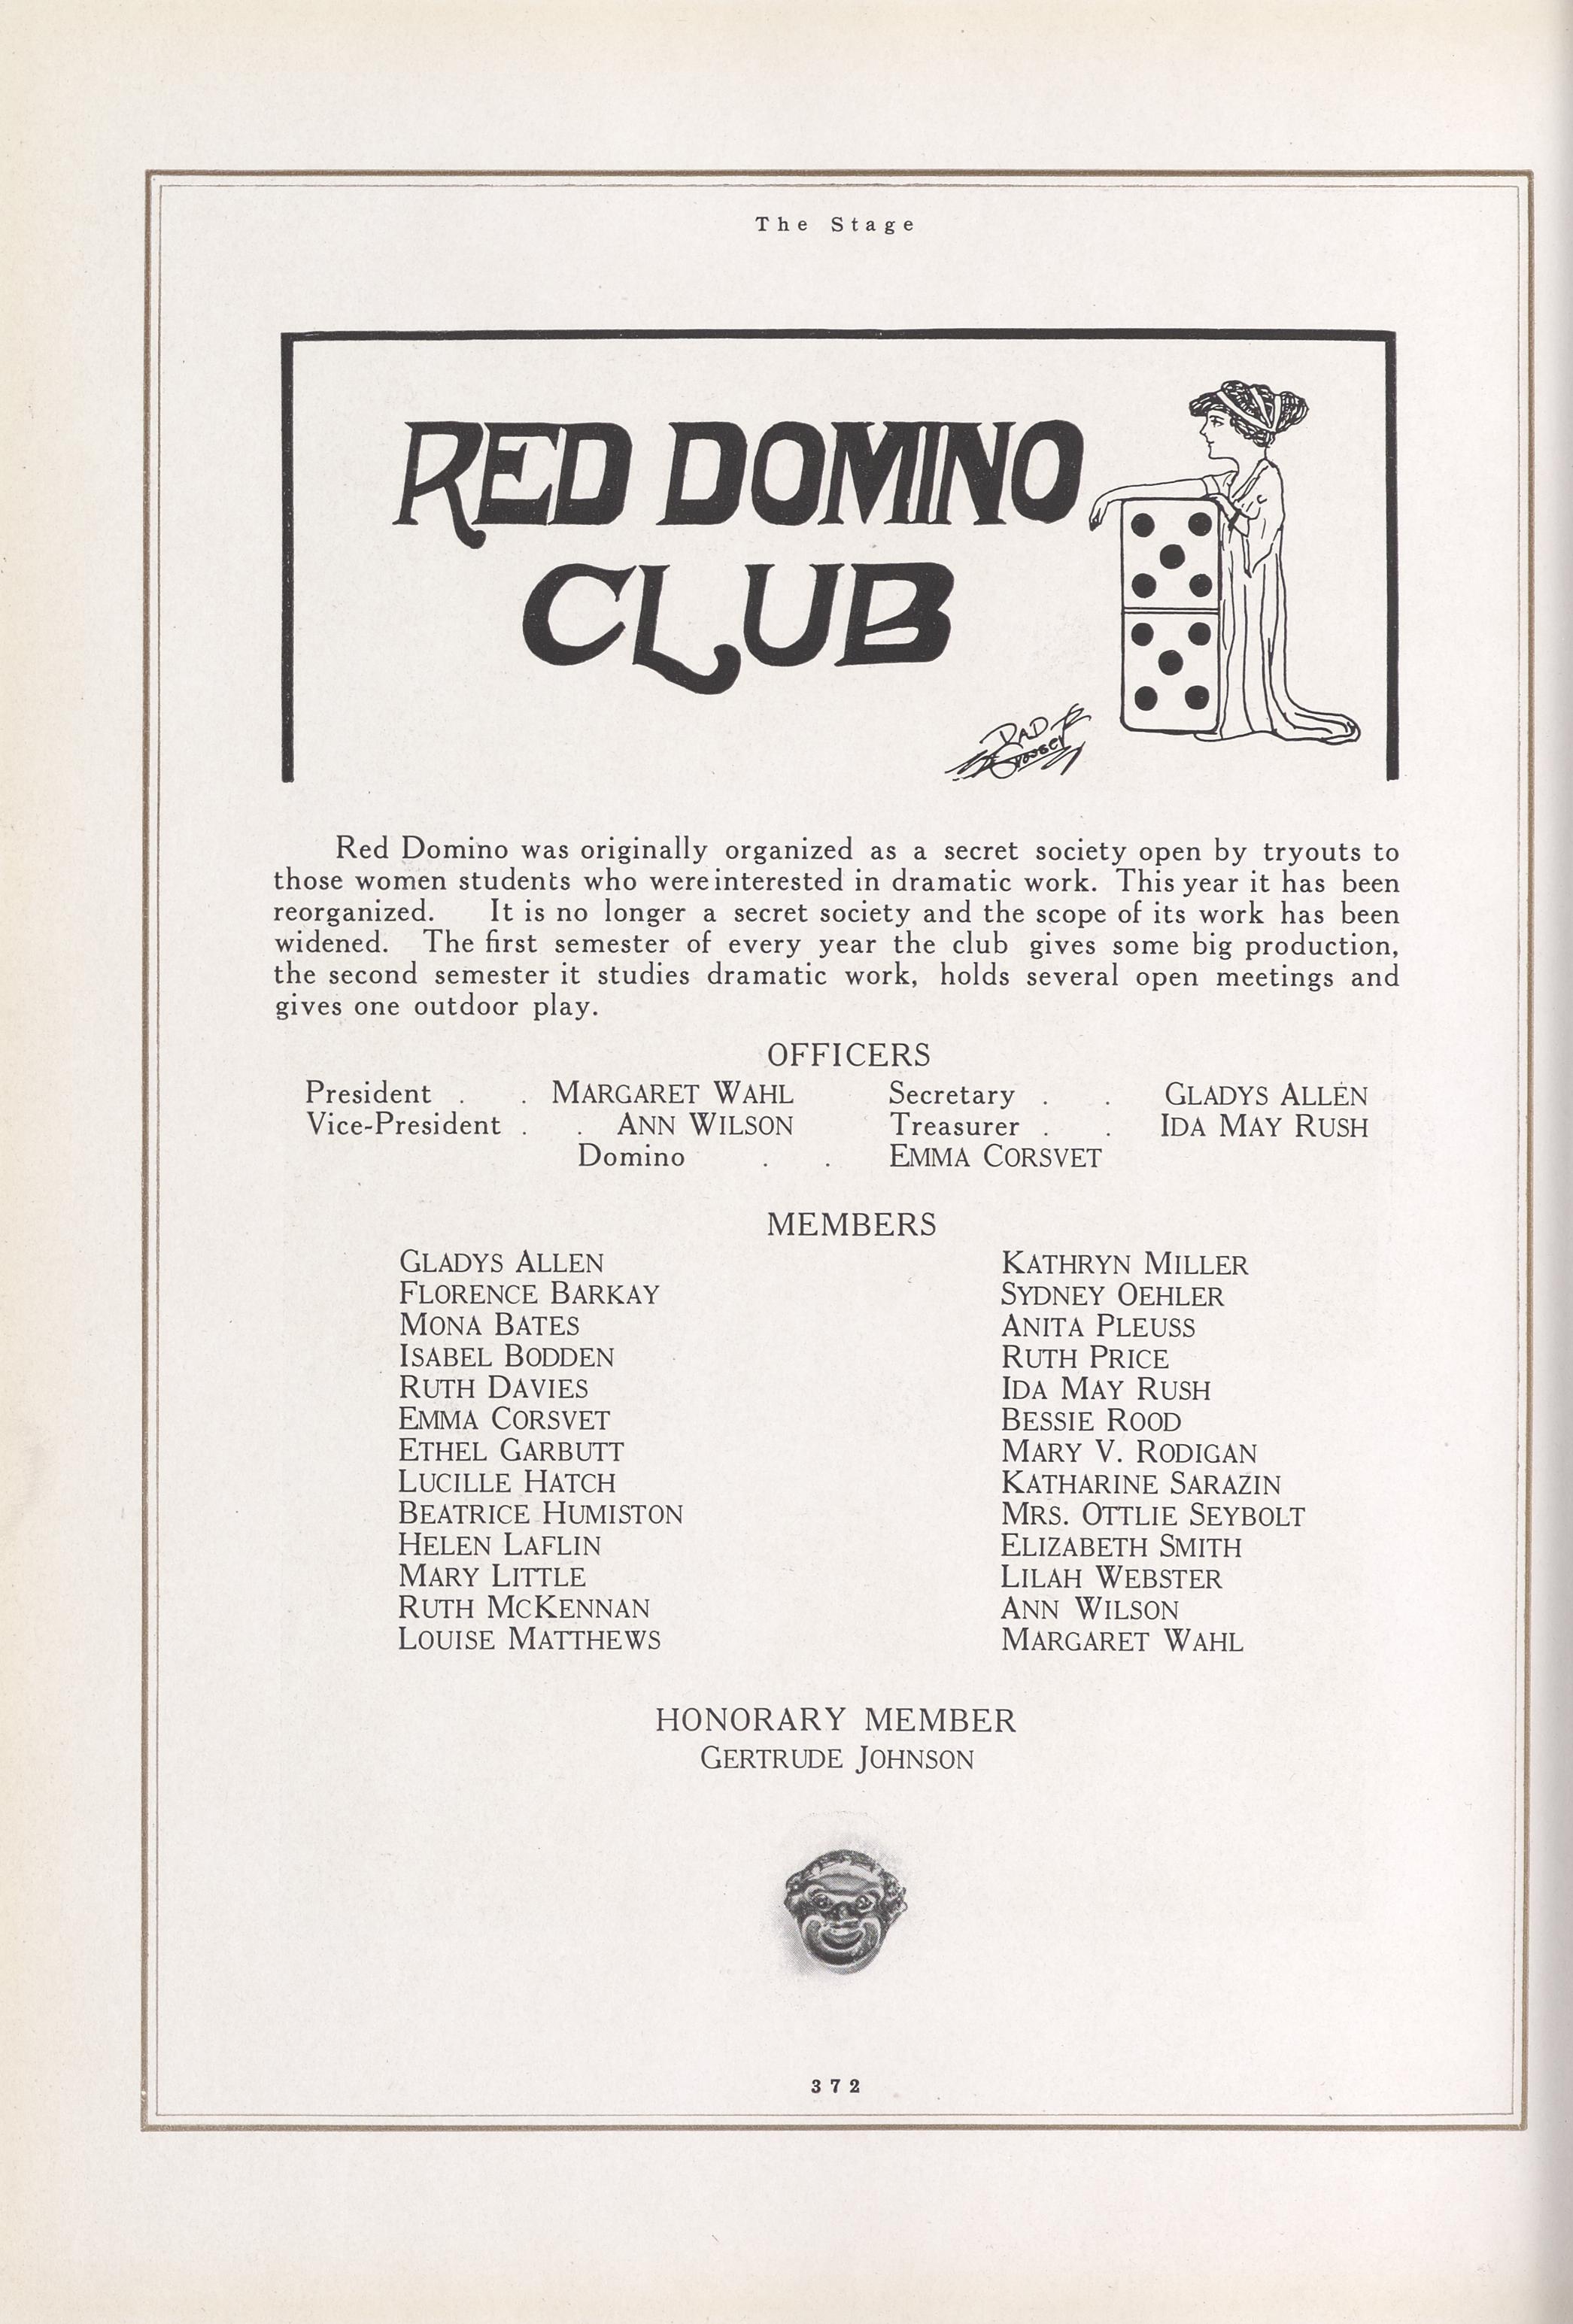 The Stage
RED DOMINO
CLUB
DAD
Red Domino was originally organized as a secret society open by tryouts to
those women students who were interested in dramatic work. This year it has been
reorganized. It is no longer a secret society and the scope of its work has been
widened. The first semester of every year the club gives some big production,
the second semester it studies dramatic work, holds several open meetings and
gives one outdoor play.
OFFICERS
President . . MARGARET WAHL Secretary . . GLADYS ALLEN
Vice-President . . ANN WILSON Treasurer . . IDA MAY RUSH
Domino . . EMMA CORSVET
MEMBERS
GLADYS ALLEN
FLORENCE BARKAY
MONA BATES
ISABEL BODDEN
RUTH DAVIES
EMMA CORSVET
ETHEL GARBUTT
LUCILLE HATCH
BEATRICE HUMISTON
HELEN LAFLIN
MARY LITTLE
RUTH MCKENNAN
LOUISE MATTHEWS
KATHRYN MILLER
SYDNEY OEHLER
ANITA PLEUSS
RUTH PRICE
IDA MAY RUSH
BESSIE ROOD
MARY V. RODIGAN
KATHARINE SARAZIN
MRS. OTTLIE SEYBOLT
ELIZABETH SMITH
LILAH WEBSTER
ANN WILSON
MARGARET WAHL
HONORARY MEMBER
GERTRUDE JOHNSON
372